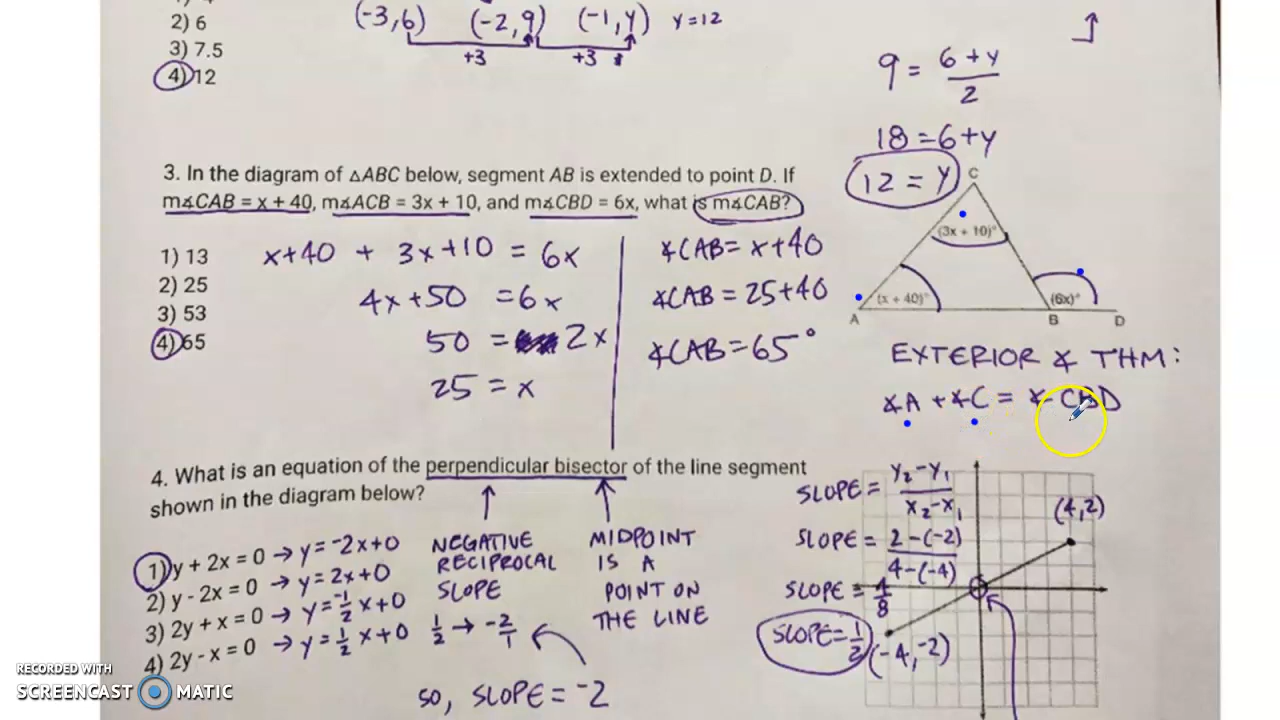 2) 6
3) 7.5
4) 12
(-3,6) (-2,9) (-1,y) y=12
+3 +3
9 = 6+y/2
18=6+y
12 = y
3. In the diagram of △ABC below, segment AB is extended to point D. If
m∡CAB = x + 40, m∡ACB = 3x + 10, and m∡CBD = 6x, what is m∡CAB?
1) 13
2) 25
3) 53
4) 65
x+40 + 3x+10 = 6x
4x+50 = 6x
50 = 2x
25 = x
∡CAB = x+40
∡CAB = 25+40
∡CAB = 65°
C
(3x + 10)°
(x + 40)°
(6x)°
A B D
EXTERIOR ∡ THM:
∡A + ∡C = ∡CBD
4. What is an equation of the perpendicular bisector of the line segment
shown in the diagram below?
1) y + 2x = 0 → y = -2x+0
2) y - 2x = 0 → y = 2x+0
3) 2y + x = 0 → y = -1/2 x+0
4) 2y - x = 0 → y = 1/2 x+0
NEGATIVE
RECIPROCAL
SLOPE
1/2 → -2/1
so, SLOPE = -2
MIDPOINT
IS A
POINT ON
THE LINE
SLOPE = y₂-y₁/x₂-x₁
SLOPE = 2-(-2)/4-(-4)
SLOPE = 4/8
SLOPE = 1/2
(4,2)
(-4,-2)
RECORDED WITH
SCREENCAST MATIC